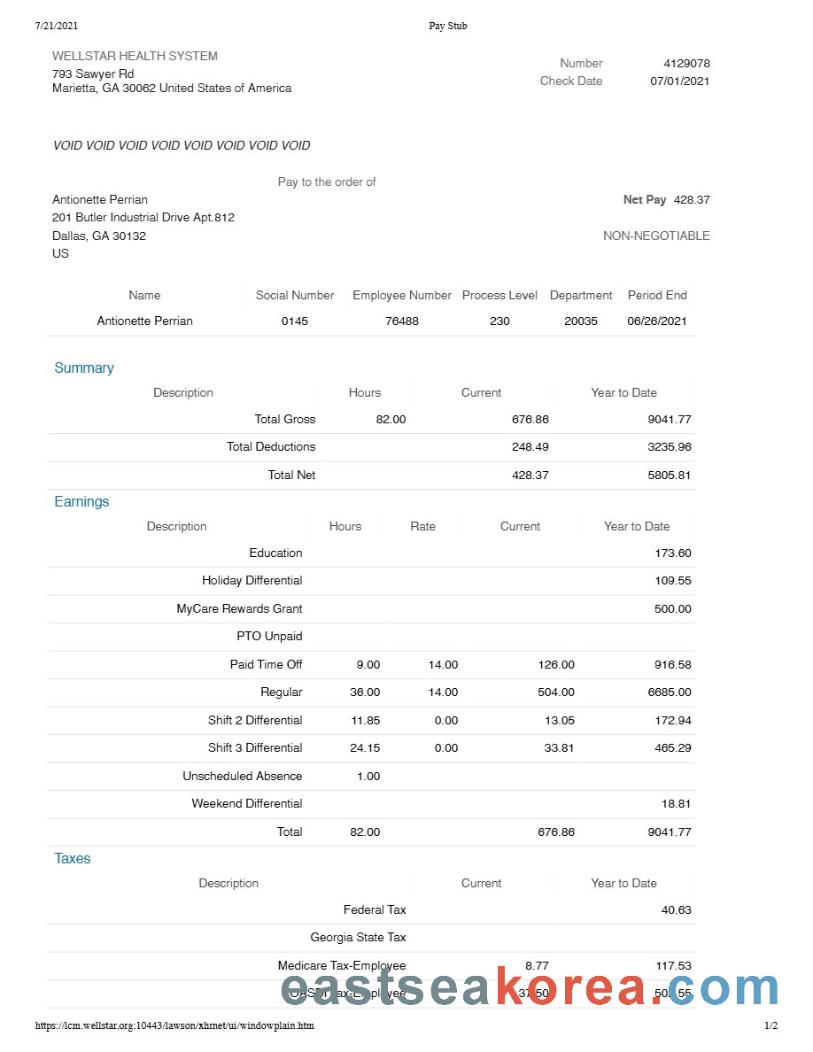 7/21/2021 Pay Stub
WELLSTAR HEALTH SYSTEM
793 Sawyer Rd
Marietta, GA 30062 United States of America
Number 4129078
Check Date 07/01/2021
VOID VOID VOID VOID VOID VOID VOID VOID
Pay to the order of
Antionette Perrian
201 Butler Industrial Drive Apt.812
Dallas, GA 30132
US
Net Pay 428.37
NON-NEGOTIABLE
Name Social Number Employee Number Process Level Department Period End
Antionette Perrian 0145 76488 230 20035 06/26/2021
Summary
Description Hours Current Year to Date
Total Gross 82.00 676.86 9041.77
Total Deductions 248.49 3235.96
Total Net 428.37 5805.81
Earnings
Description Hours Rate Current Year to Date
Education 173.60
Holiday Differential 109.55
MyCare Rewards Grant 500.00
PTO Unpaid
Paid Time Off 9.00 14.00 126.00 916.58
Regular 36.00 14.00 504.00 6685.00
Shift 2 Differential 11.85 0.00 13.05 172.94
Shift 3 Differential 24.15 0.00 33.81 465.29
Unscheduled Absence 1.00
Weekend Differential 18.81
Total 82.00 676.86 9041.77
Taxes
Description Current Year to Date
Federal Tax 40.63
Georgia State Tax
Medicare Tax-Employee 8.77 117.53
OASDI Tax-Employee 37.50
eastseakorea.com
https://lcm.wellstar.org:10443/lawson/xhrnet/ui/windowplain.htm 1/2